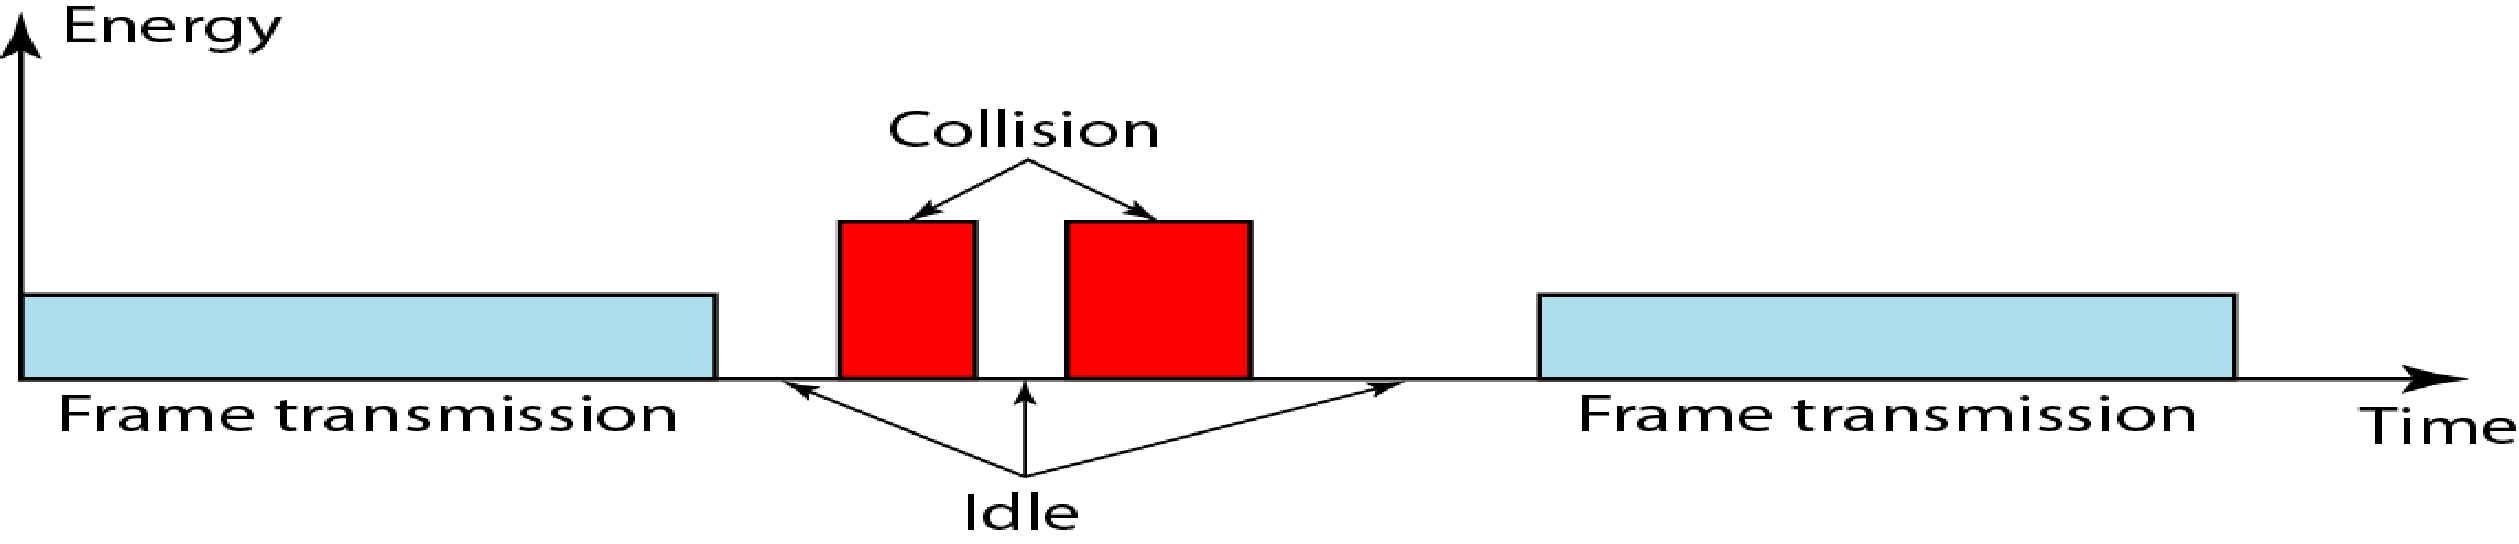 Energy
Collision
Frame transmission
Frame transmission
Time
Idle